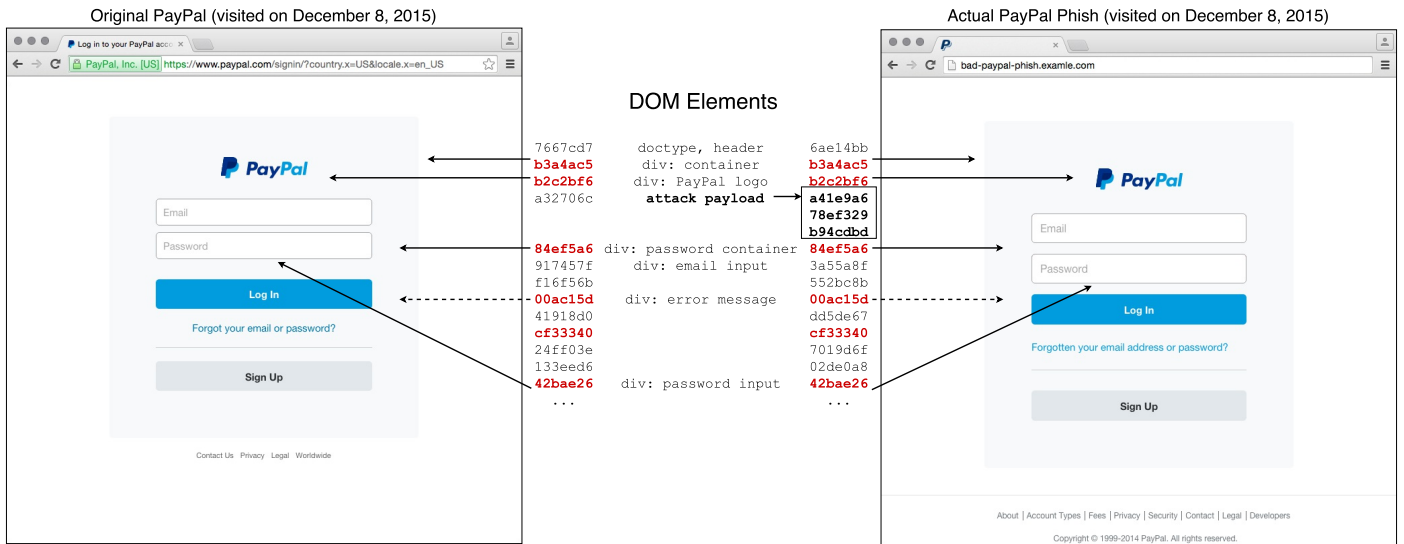 Original PayPal (visited on December 8, 2015)
Log in to your PayPal accou
PayPal, Inc. [US] https://www.paypal.com/signin/?country.x=US&locale.x=en_US
PayPal
Email
Password
Log In
Forgot your email or password?
Sign Up
Contact Us Privacy Legal Worldwide
DOM Elements
7667cd7 doctype, header 6ae14bb
b3a4ac5 div: container b3a4ac5
b2c2bf6 div: PayPal logo b2c2bf6
a32706c attack payload a41e9a6
78ef329
b94cdbd
84ef5a6 div: password container 84ef5a6
917457f div: email input 3a55a8f
f16f56b 552bc8b
00ac15d div: error message 00ac15d
41918d0 dd5de67
cf33340 cf33340
24ff03e 7019d6f
133eed6 02de0a8
42bae26 div: password input 42bae26
... ...
Actual PayPal Phish (visited on December 8, 2015)
bad-paypal-phish.examle.com
PayPal
Email
Password
Log In
Forgotten your email address or password?
Sign Up
About | Account Types | Fees | Privacy | Security | Contact | Legal | Developers
Copyright © 1999-2014 PayPal. All rights reserved.